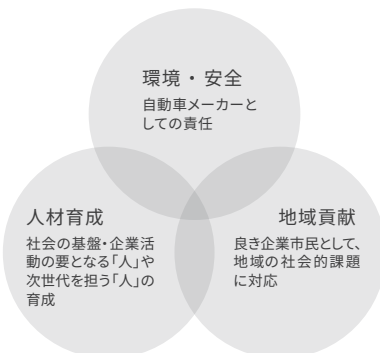 環境・安全
自動車メーカーと
しての責任
人材育成
社会の基盤・企業活
動の要となる「人」や
次世代を担う「人」の
育成
地域貢献
良き企業市民として、
地域の社会的課題
に対応